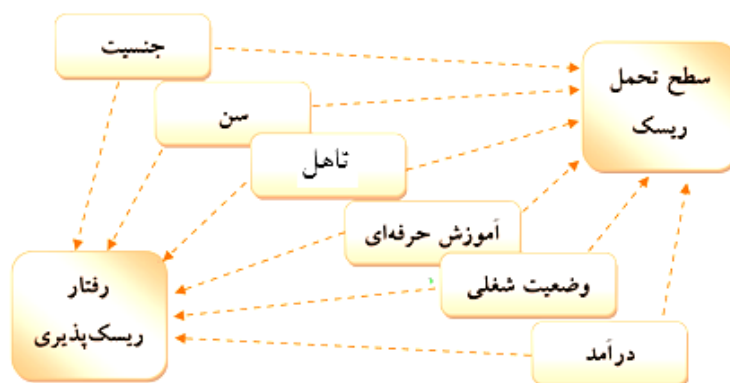 جنسیت
سطح تحمل
ریسک
سن
تاهل
آموزش حرفه‌ای
وضعیت شغلی
رفتار
ریسک‌پذیری
درآمد